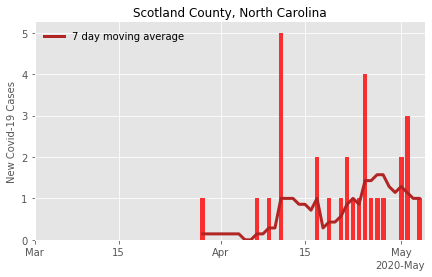 Scotland County, North Carolina
7 day moving average
New Covid-19 Cases
5
4
3
2
1
0
Mar 15 Apr 15 May
2020-May